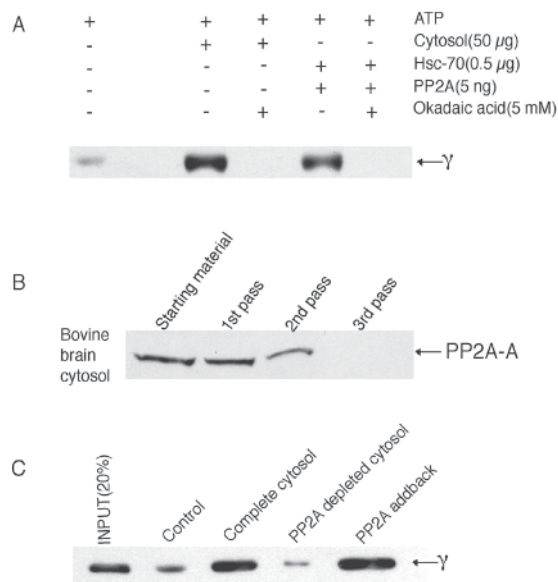 A
+ + + + + ATP
- + + - - Cytosol(50 µg)
- - - + + Hsc-70(0.5 µg)
- - - + + PP2A(5 ng)
- - + - + Okadaic acid(5 mM)
←γ
B
Starting material
1st pass
2nd pass
3rd pass
Bovine
brain
cytosol
← PP2A-A
C
INPUT(20%)
Control
Complete cytosol
PP2A depleted cytosol
PP2A addback
←γ